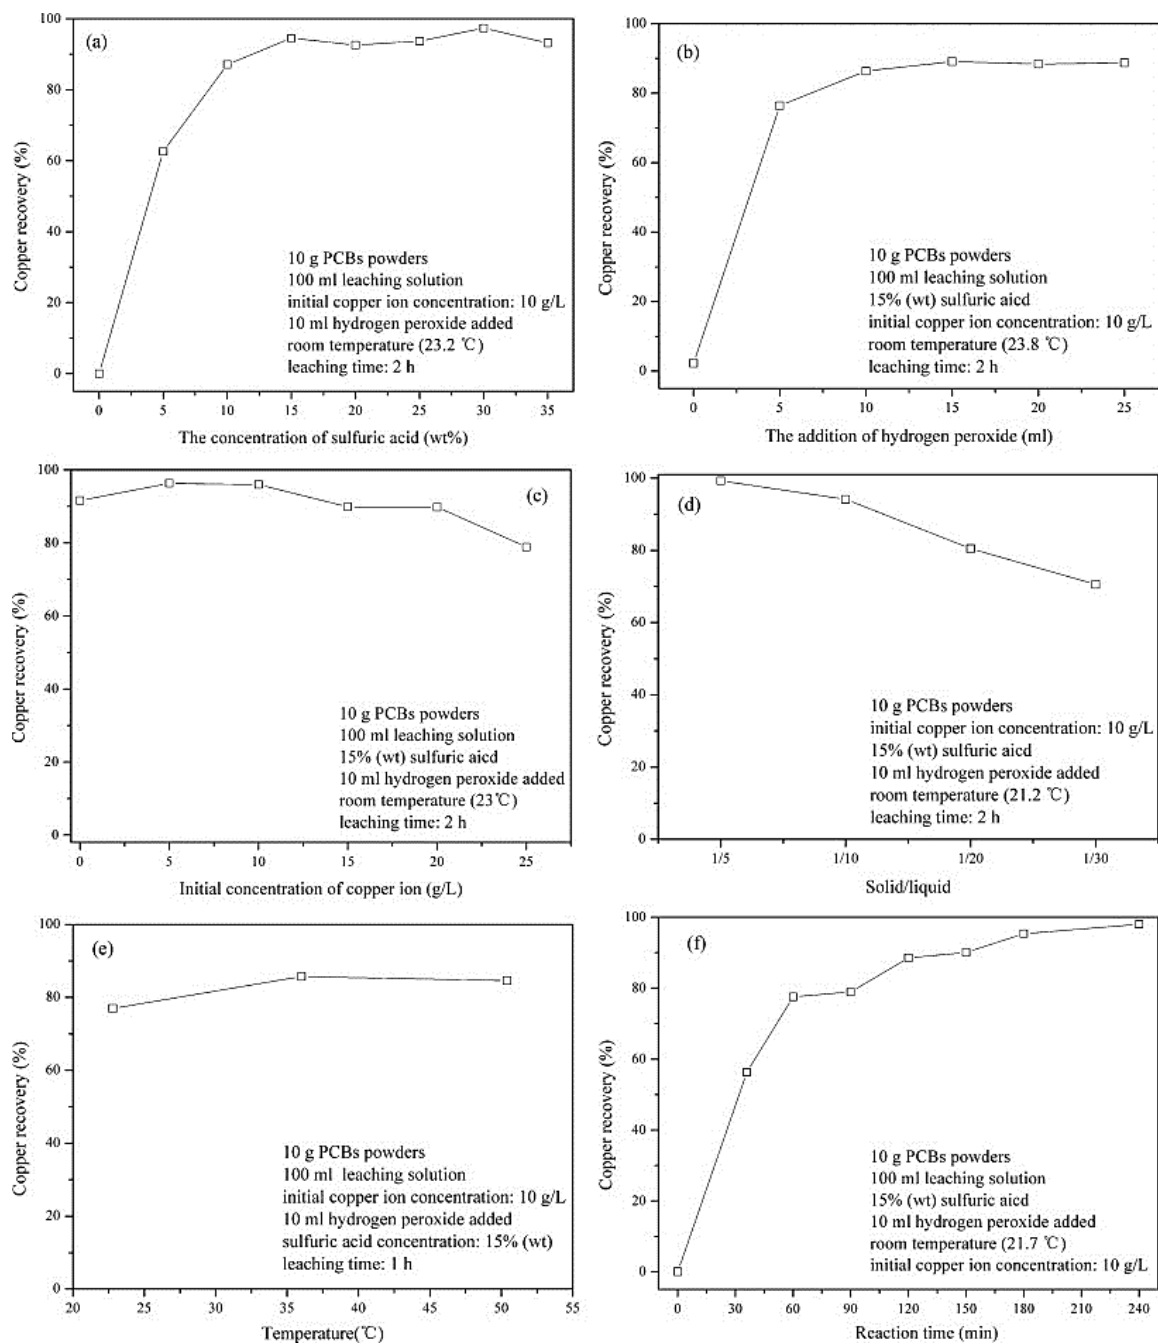 (a)
Copper recovery (%)
100
80
60
40
20
0
10 g PCBs powders
100 ml leaching solution
initial copper ion concentration: 10 g/L
10 ml hydrogen peroxide added
room temperature (23.2 ℃)
leaching time: 2 h
0 5 10 15 20 25 30 35
The concentration of sulfuric acid (wt%)
(b)
Copper recovery (%)
100
80
60
40
20
0
10 g PCBs powders
100 ml leaching solution
15% (wt) sulfuric aicd
initial copper ion concentration: 10 g/L
room temperature (23.8 ℃)
leaching time: 2 h
0 5 10 15 20 25
The addition of hydrogen peroxide (ml)
(c)
Copper recovery (%)
100
80
60
40
20
0
10 g PCBs powders
100 ml leaching solution
15% (wt) sulfuric aicd
10 ml hydrogen peroxide added
room temperature (23℃)
leaching time: 2 h
0 5 10 15 20 25
Initial concentration of copper ion (g/L)
(d)
Copper recovery (%)
100
80
60
40
20
0
10 g PCBs powders
initial copper ion concentration: 10 g/L
15% (wt) sulfuric aicd
10 ml hydrogen peroxide added
room temperature (21.2 ℃)
leaching time: 2 h
1/5 1/10 1/20 1/30
Solid/liquid
(e)
Copper recovery (%)
100
80
60
40
20
0
10 g PCBs powders
100 ml leaching solution
initial copper ion concentration: 10 g/L
10 ml hydrogen peroxide added
sulfuric acid concentration: 15% (wt)
leaching time: 1 h
20 25 30 35 40 45 50 55
Temperature(℃)
(f)
Copper recovery (%)
100
80
60
40
20
0
10 g PCBs powders
100 ml leaching solution
15% (wt) sulfuric aicd
10 ml hydrogen peroxide added
room temperature (21.7 ℃)
initial copper ion concentration: 10 g/L
0 30 60 90 120 150 180 210 240
Reaction time (min)